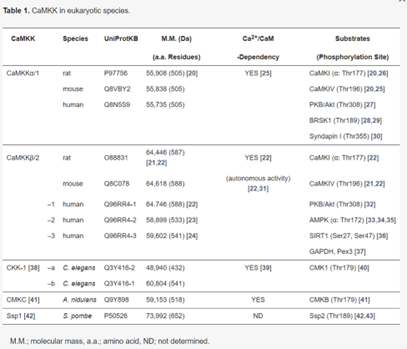 Table 1. CaMKK in eukaryotic species.
CaMKK Species UniProtKB M.M. (Da) Ca2+/CaM Substrates
(a.a. Residues) -Dependency (Phosphorylation Site)
CaMKKα/1 rat P97756 55,908 (505) [20] YES [25] CaMKI (α: Thr177) [20,26]
mouse Q8VBY2 55,838 (505) CaMKIV (Thr196) [20,25]
human Q8N5S9 55,735 (505) PKB/Akt (Thr308) [27]
BRSK1 (Thr189) [28,29]
Syndapin I (Thr355) [30]
CaMKKβ/2 rat O88831 64,446 (587) [21,22] YES [22] CaMKI (α: Thr177) [22]
mouse Q8C078 64,618 (588) (autonomous activity) [22,31] CaMKIV (Thr196) [21,22]
–1 human Q96RR4-1 64.746 (588) [22] PKB/Akt (Thr308) [32]
–2 human Q96RR4-2 58,899 (533) [23] AMPK (α: Thr172) [33,34,35]
–3 human Q96RR4-3 59,602 (541) [24] SIRT1 (Ser27, Ser47) [36]
GAPDH, Pex3 [37]
CKK-1 [38] –a C. elegans Q3Y416-2 48,940 (432) YES [39] CMK1 (Thr179) [40]
–b C. elegans Q3Y416-1 60,804 (541)
CMKC [41] A. nidulans Q9Y898 59,153 (518) YES CMKB (Thr179) [41]
Ssp1 [42] S. pombe P50526 73,992 (652) ND Ssp2 (Thr189) [42,43]
M.M.; molecular mass, a.a.; amino acid, ND; not determined.